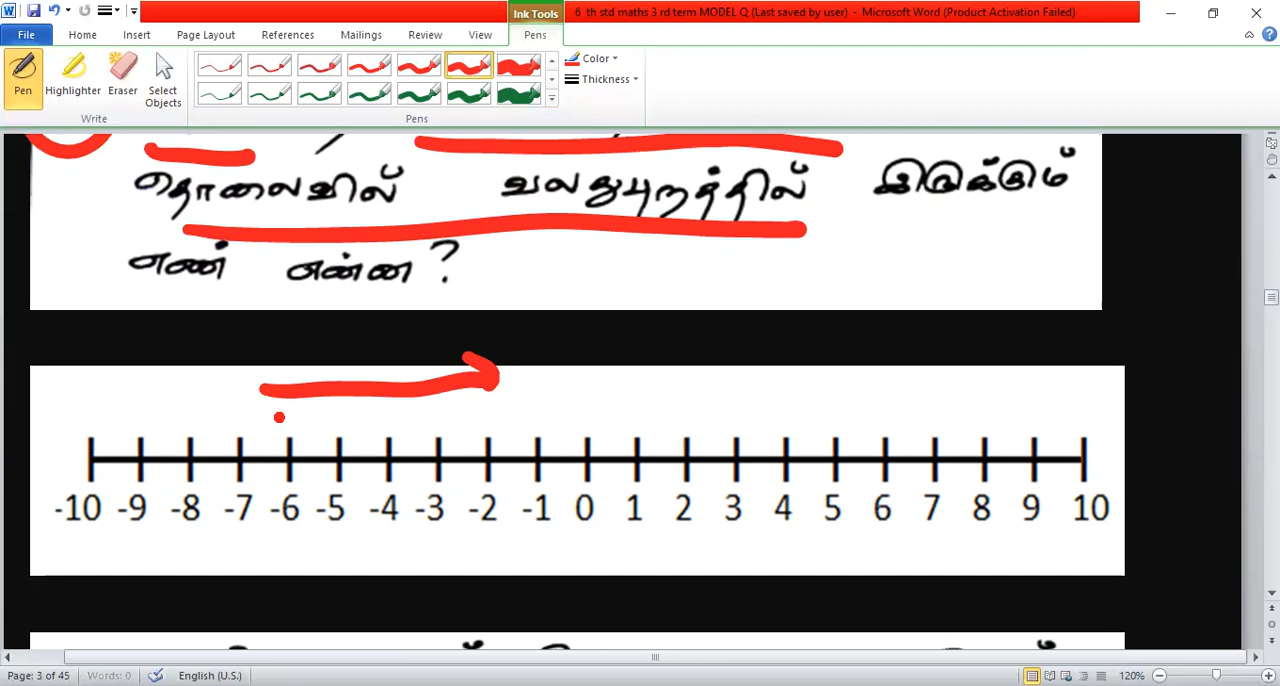 Ink Tools
6 th std maths 3 rd term MODEL Q (Last saved by user) - Microsoft Word (Product Activation Failed)
File Home Insert Page Layout References Mailings Review View Pens
Pen Highlighter Eraser Select Objects
Color
Thickness
Write Pens
தொலைவில் வலதுபுறத்தில் இருக்கும்
எண் என்ன?
-10 -9 -8 -7 -6 -5 -4 -3 -2 -1 0 1 2 3 4 5 6 7 8 9 10
Page: 3 of 45 Words: 0 English (U.S.) 120%